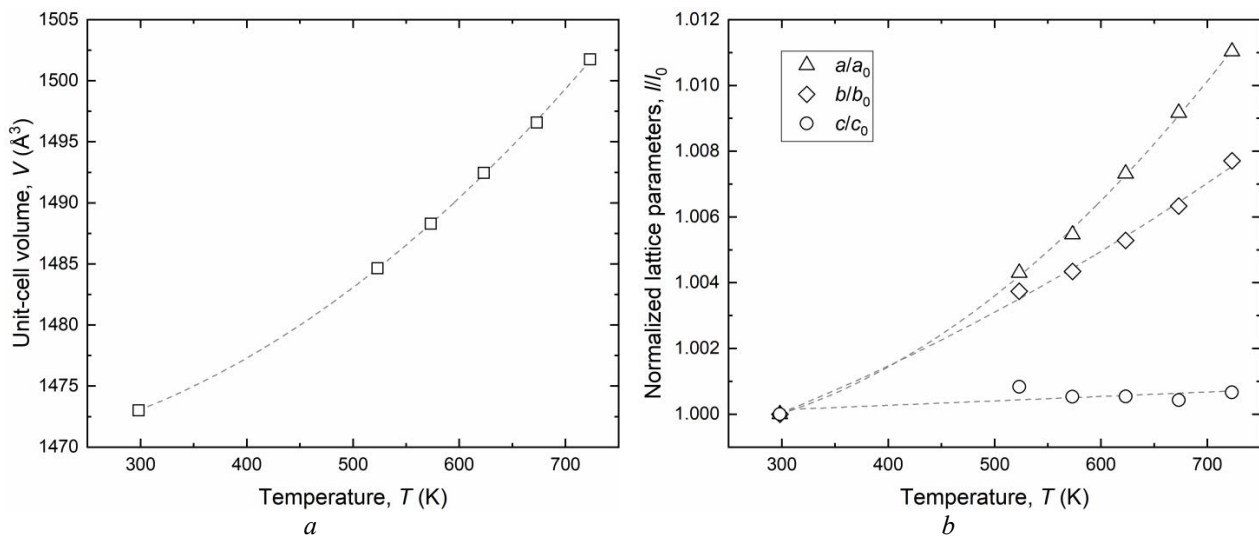 1505
1500
1495
1490
1485
1480
1475
1470
Unit-cell volume, V (Å³)
300 400 500 600 700
Temperature, T (K)
a
1.012
1.010
1.008
1.006
1.004
1.002
1.000
Normalized lattice parameters, l/l₀
a/a₀
b/b₀
c/c₀
300 400 500 600 700
Temperature, T (K)
b